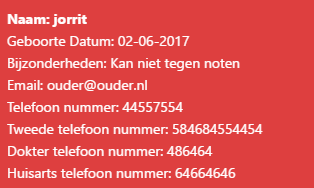 Naam: jorrit
Geboorte Datum: 02-06-2017
Bijzonderheden: Kan niet tegen noten
Email: ouder@ouder.nl
Telefoon nummer: 44557554
Tweede telefoon nummer: 584684554454
Dokter telefoon nummer: 486464
Huisarts telefoon nummer: 64664646